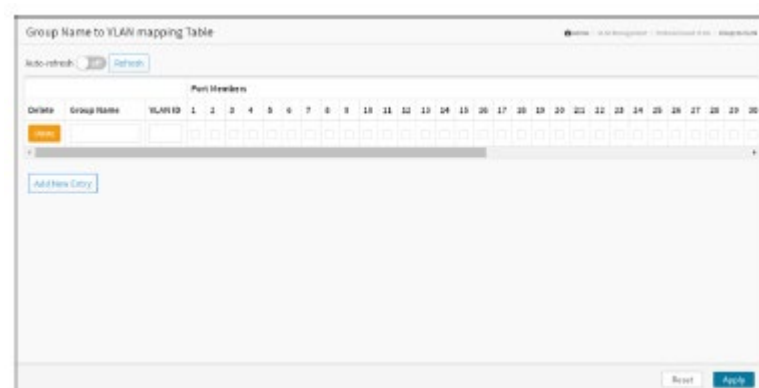 Group Name to VLAN mapping Table
Auto-refresh off Refresh
Port Members
Delete Group Name VLAN ID 1 2 3 4 5 6 7 8 9 10 11 12 13 14 15 16 17 18 19 20 21 22 23 24 25 26 27 28 29 30
Delete
Add New Entry
Reset Apply